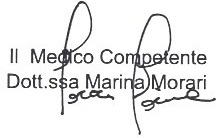 Il Medico Competente
Dott.ssa Marina Morari